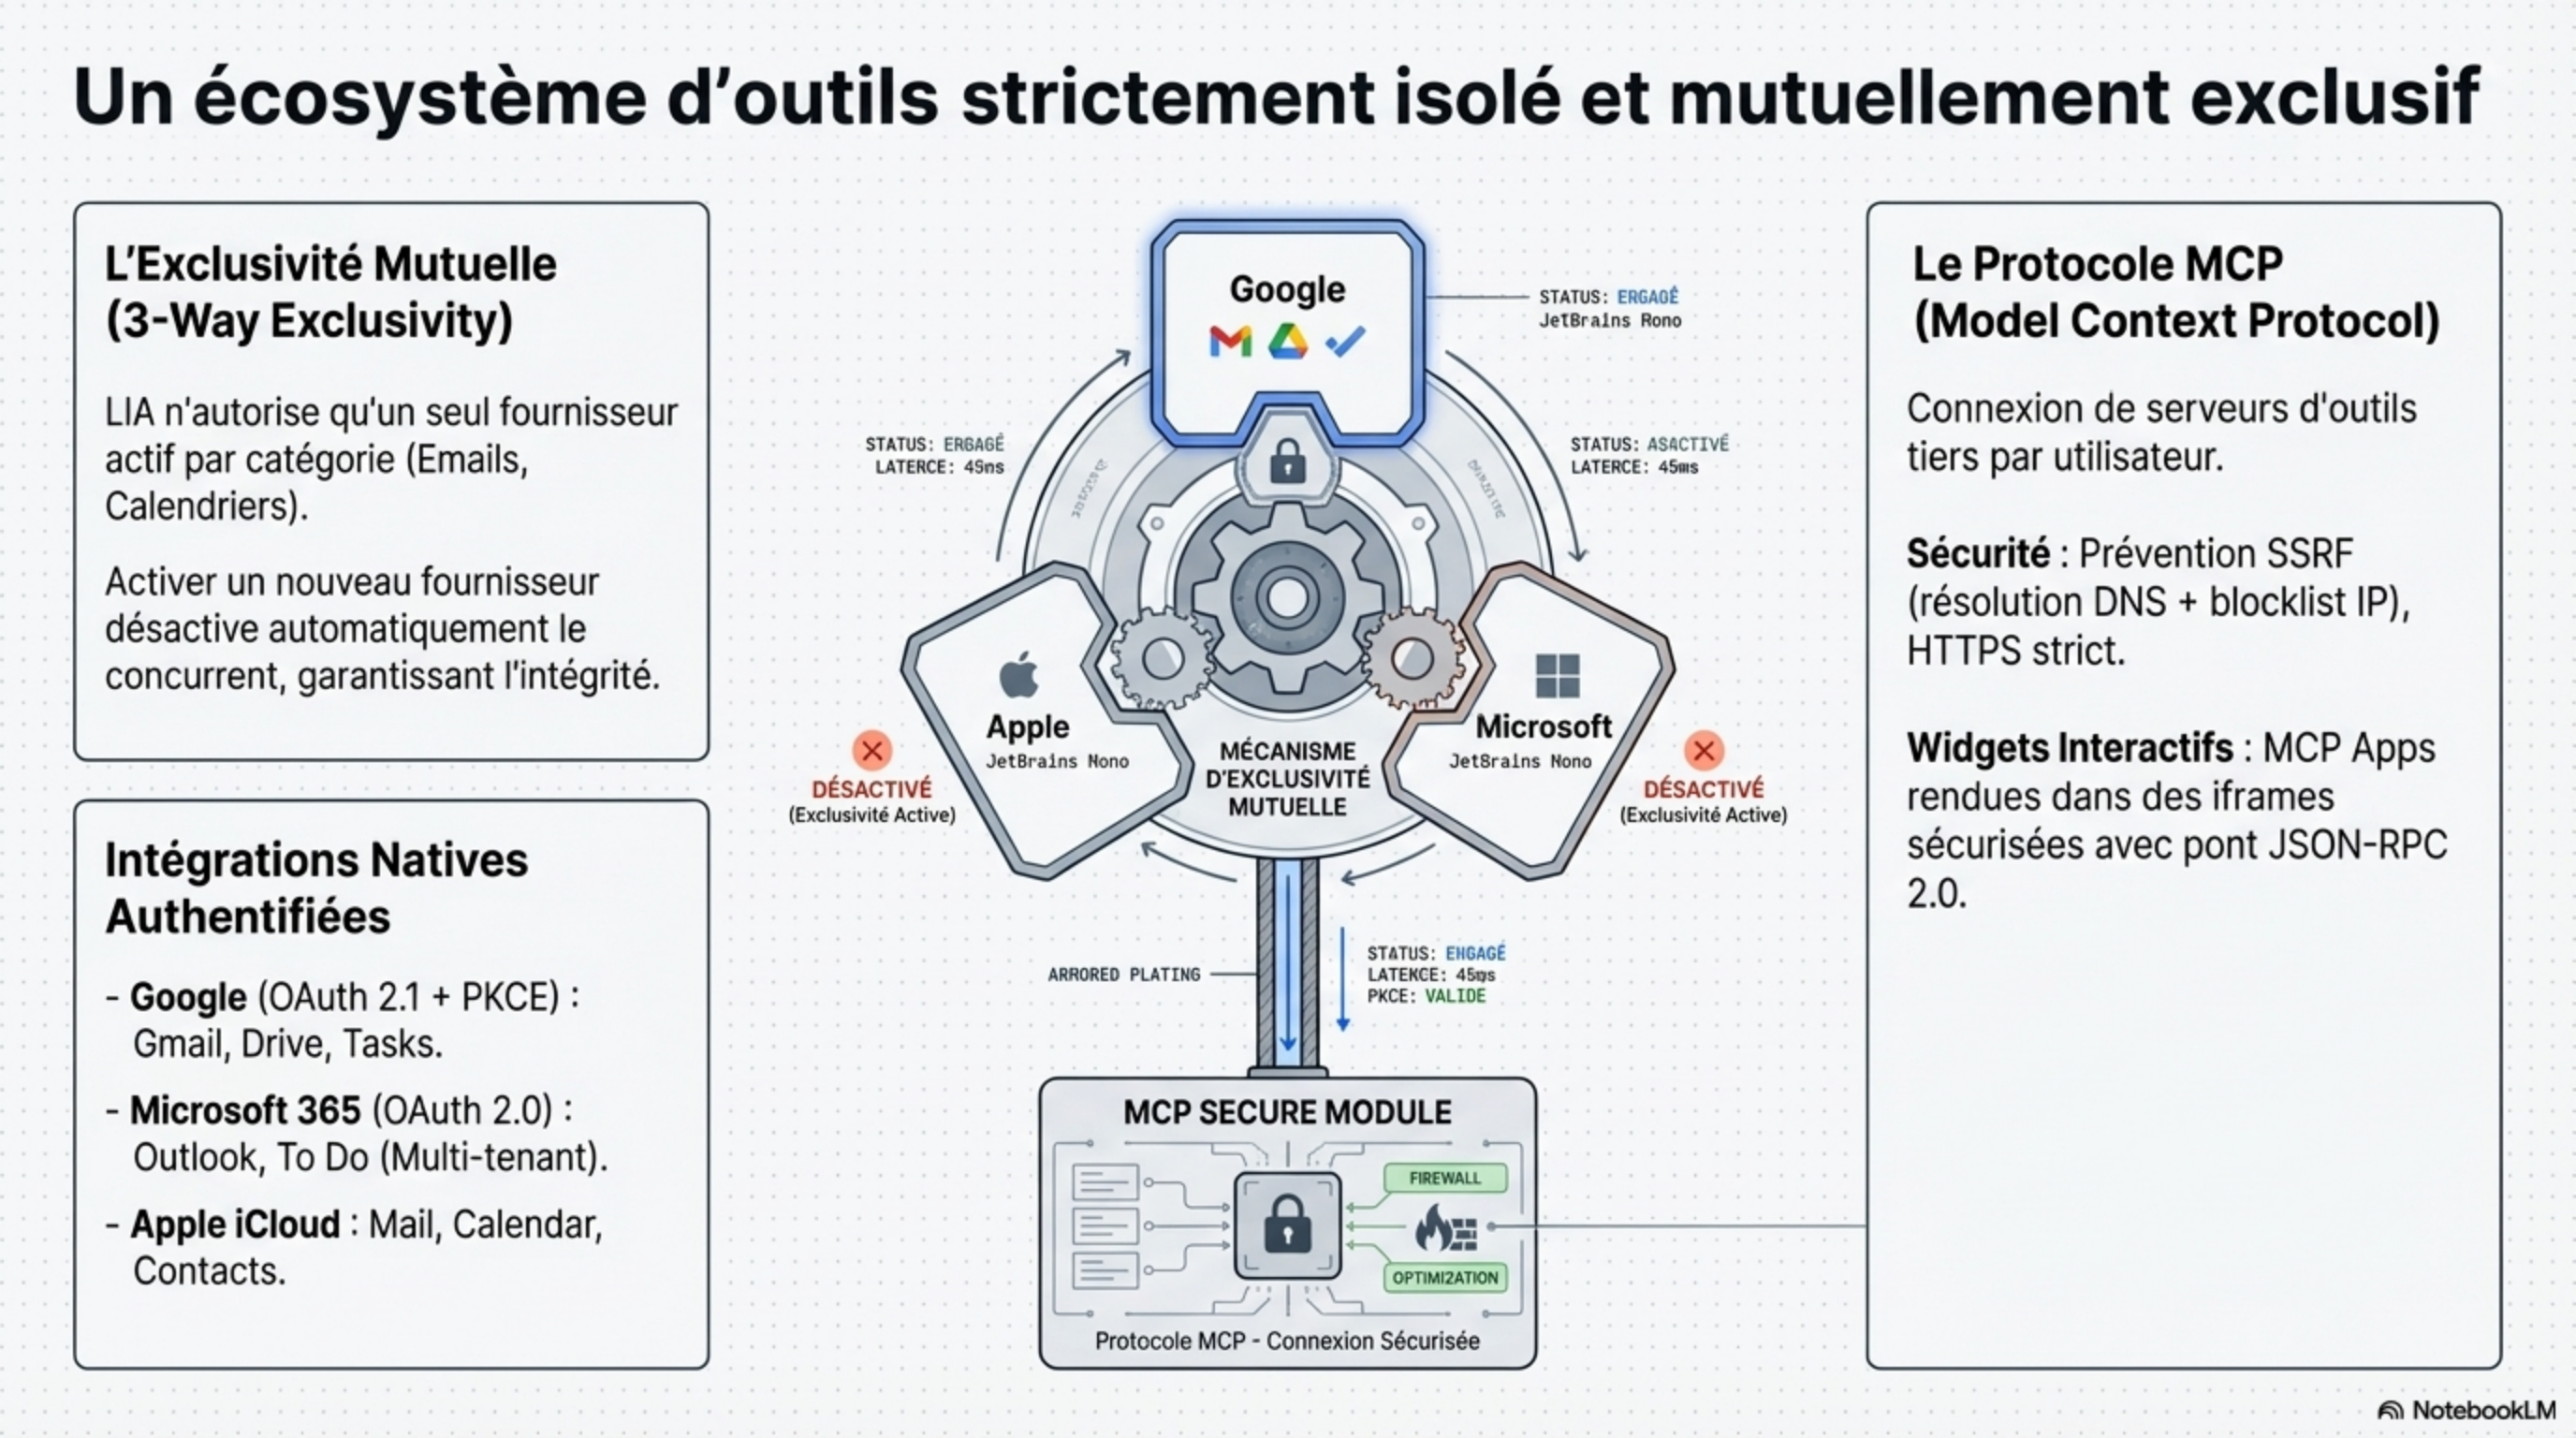 Un écosystème d'outils strictement isolé et mutuellement exclusif
L'Exclusivité Mutuelle
(3-Way Exclusivity)
LIA n'autorise qu'un seul fournisseur
actif par catégorie (Emails,
Calendriers).
Activer un nouveau fournisseur
désactive automatiquement le
concurrent, garantissant l'intégrité.
Intégrations Natives
Authentifiées
- Google (OAuth 2.1 + PKCE) :
Gmail, Drive, Tasks.
- Microsoft 365 (OAuth 2.0) :
Outlook, To Do (Multi-tenant).
- Apple iCloud : Mail, Calendar,
Contacts.
Google
STATUS: ERGAGÊ
JetBrains Rono
STATUS: ERGAGÊ
LATERCE: 49ns
STATUS: ASACTIVÉ
LATERCE: 45ms
Apple
JetBrains Nono
Microsoft
JetBrains Nono
DÉSACTIVÉ
(Exclusivité Active)
DÉSACTIVÉ
(Exclusivité Active)
MÉCANISME
D'EXCLUSIVITÉ
MUTUELLE
ARRORED PLATING
STATUS: ENGAGÉ
LATEKCE: 45ms
PKCE: VALIDE
MCP SECURE MODULE
FIREWALL
OPTIMIZATION
Protocole MCP - Connexion Sécurisée
Le Protocole MCP
(Model Context Protocol)
Connexion de serveurs d'outils
tiers par utilisateur.
Sécurité : Prévention SSRF
(résolution DNS + blocklist IP),
HTTPS strict.
Widgets Interactifs : MCP Apps
rendues dans des iframes
sécurisées avec pont JSON-RPC
2.0.
NotebookLM